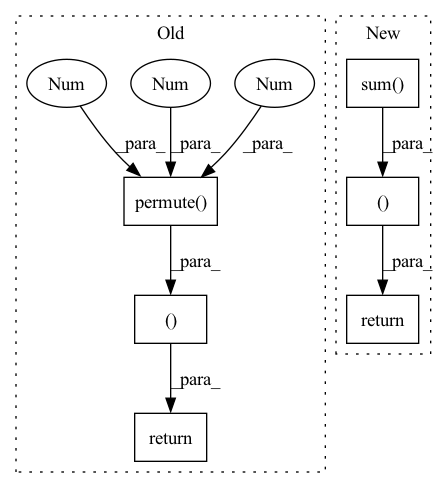 Old
New
Num
Num
Num
sum()
_para_
_para_
_para_
_para_
permute()
()
_para_
_para_
()
return
_para_
return